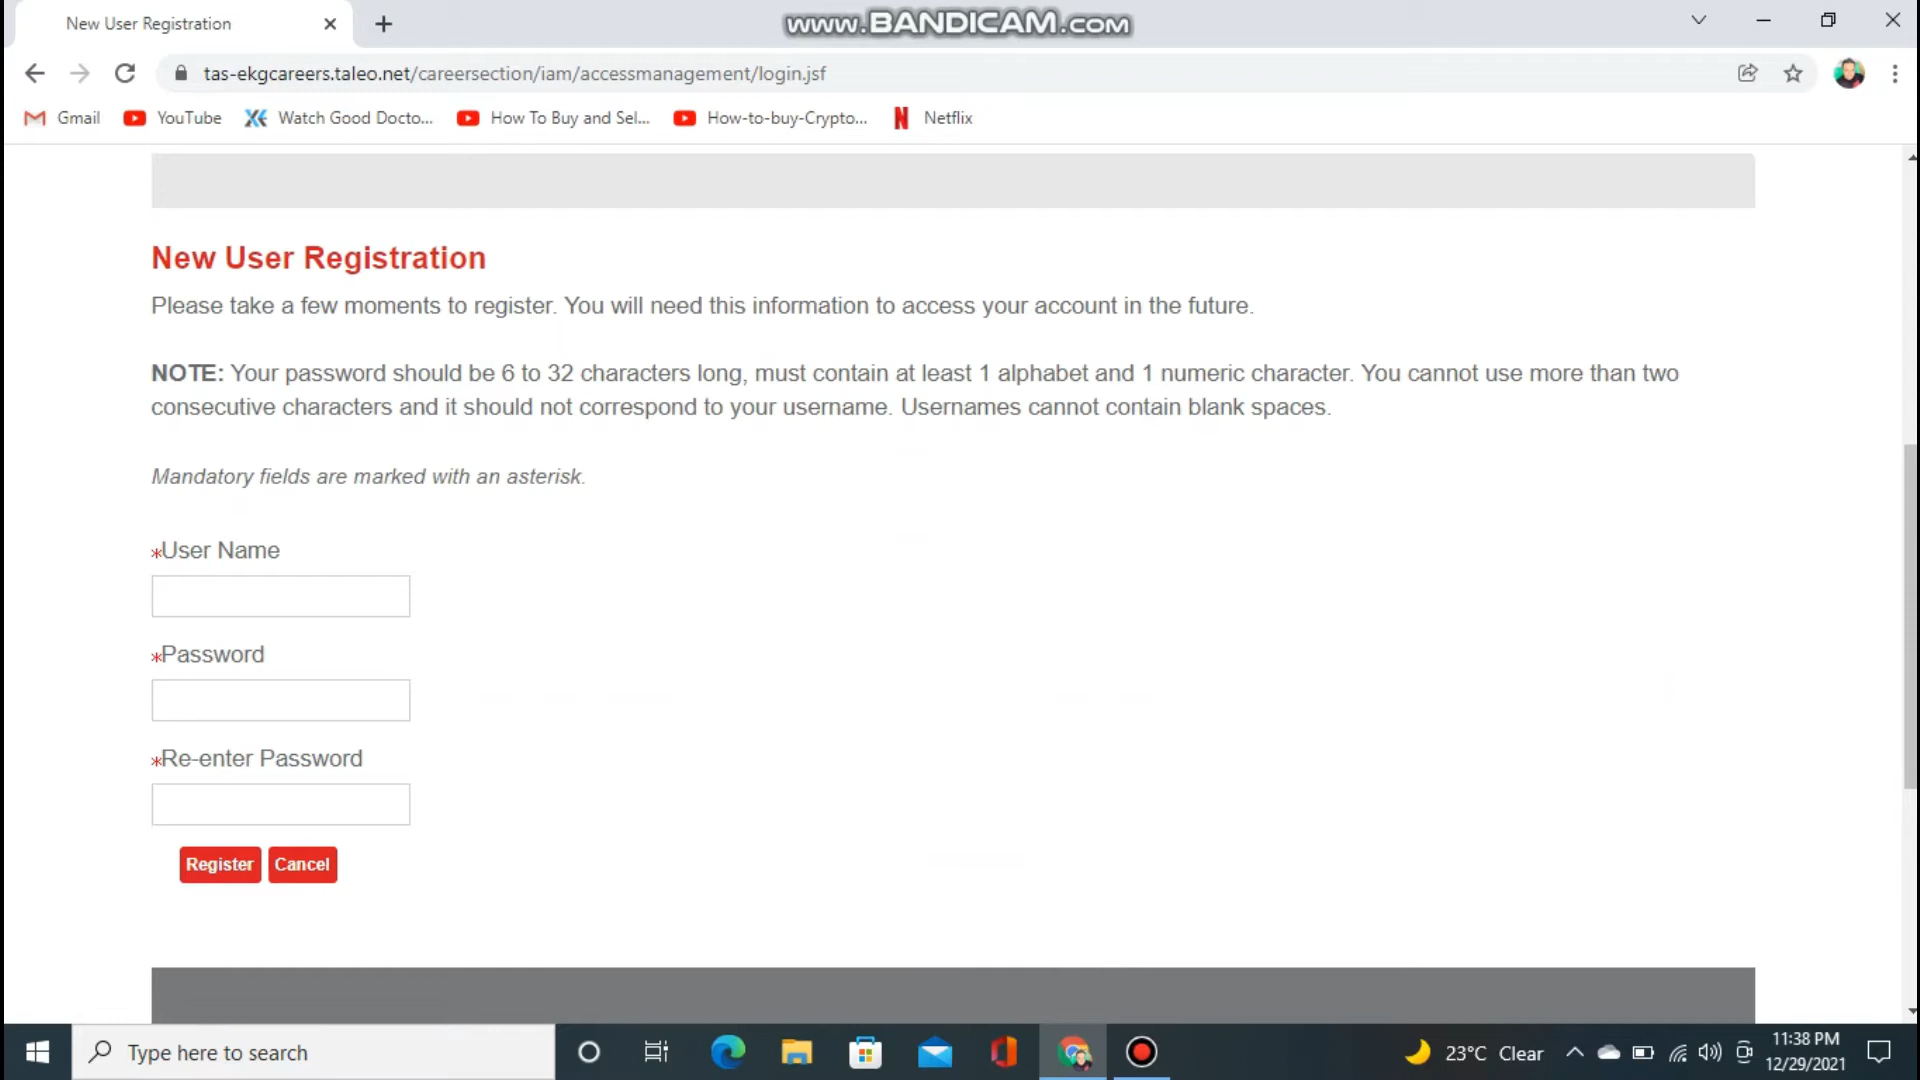 New User Registration
www.BANDICAM.com
tas-ekgcareers.taleo.net/careersection/iam/accessmanagement/login.jsf
Gmail YouTube Watch Good Docto... How To Buy and Sel... How-to-buy-Crypto... Netflix
New User Registration
Please take a few moments to register. You will need this information to access your account in the future.
NOTE: Your password should be 6 to 32 characters long, must contain at least 1 alphabet and 1 numeric character. You cannot use more than two
consecutive characters and it should not correspond to your username. Usernames cannot contain blank spaces.
Mandatory fields are marked with an asterisk.
*User Name
*Password
*Re-enter Password
Register Cancel
Type here to search
23°C Clear
11:38 PM
12/29/2021